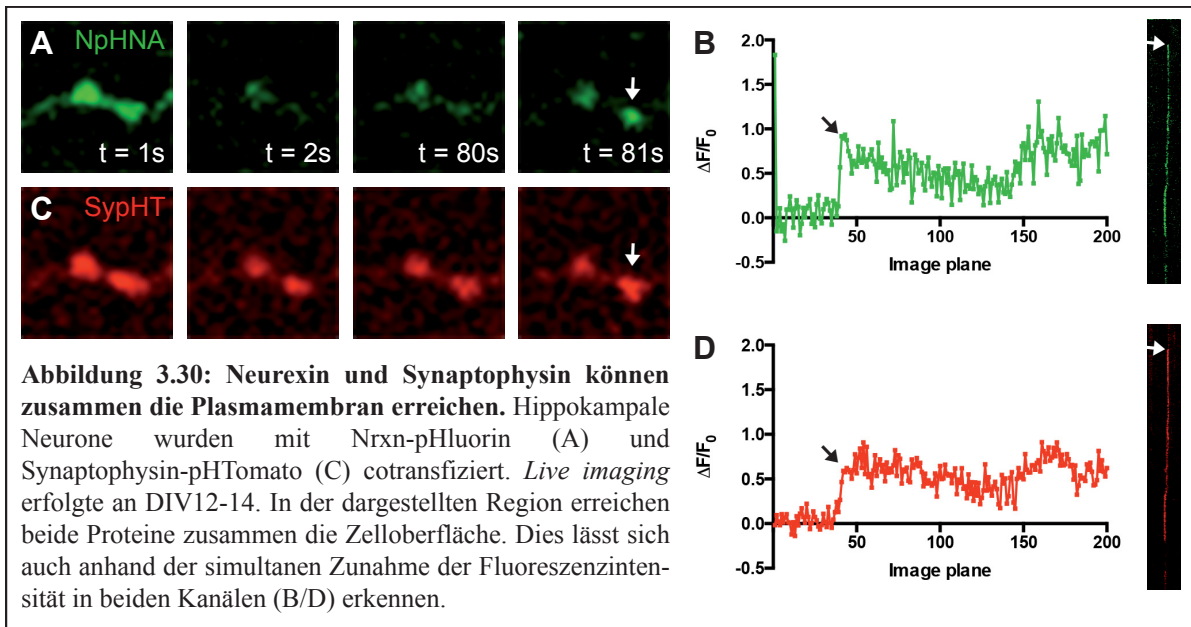 A NpHNA
t = 1s t = 2s t = 80s t = 81s
C SypHT
Abbildung 3.30: Neurexin und Synaptophysin können
zusammen die Plasmamembran erreichen. Hippokampale
Neurone wurden mit Nrxn-pHluorin (A) und
Synaptophysin-pHTomato (C) cotransfiziert. Live imaging
erfolgte an DIV12-14. In der dargestellten Region erreichen
beide Proteine zusammen die Zelloberfläche. Dies lässt sich
auch anhand der simultanen Zunahme der Fluoreszenzinten-
sität in beiden Kanälen (B/D) erkennen.
B
2.0
1.5
1.0
0.5
0.0
-0.5
ΔF/F0
50 100 150 200
Image plane
D
2.0
1.5
1.0
0.5
0.0
-0.5
ΔF/F0
50 100 150 200
Image plane